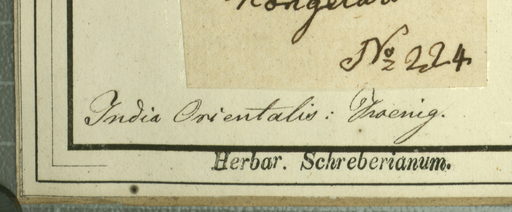 No 224
India Orientalis: Koenig.
Herbar. Schreberianum.